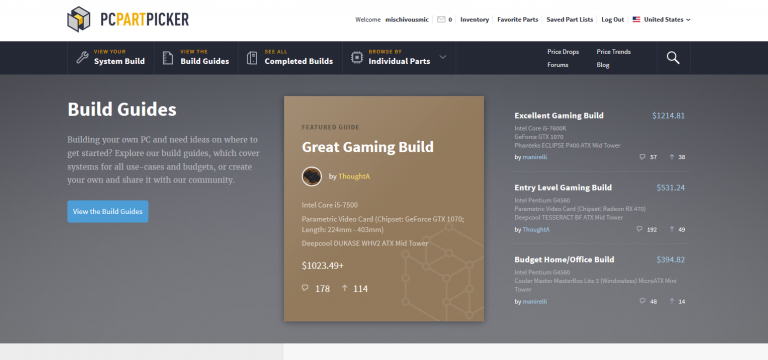 PCPARTPICKER
Welcome mischivousmic 0 Inventory Favorite Parts Saved Part Lists Log Out United States
VIEW YOUR
System Build
VIEW THE
Build Guides
SEE ALL
Completed Builds
BROWSE BY
Individual Parts
Price Drops
Price Trends
Forums
Blog
Build Guides
Building your own PC and need ideas on where to
get started? Explore our build guides, which cover
systems for all use-cases and budgets, or create
your own and share it with our community.
View the Build Guides
FEATURED GUIDE
Great Gaming Build
by ThoughtA
Intel Core i5-7500
Parametric Video Card (Chipset: GeForce GTX 1070;
Length: 224mm - 403mm)
Deepcool DUKASE WHV2 ATX Mid Tower
$1023.49+
178 114
Excellent Gaming Build $1214.81
Intel Core i5-7600K
GeForce GTX 1070
Phanteks ECLIPSE P400 ATX Mid Tower
by manirelli 57 38
Entry Level Gaming Build $531.24
Intel Pentium G4560
Parametric Video Card (Chipset: Radeon RX 470)
Deepcool TESSERACT BF ATX Mid Tower
by ThoughtA 192 49
Budget Home/Office Build $394.82
Intel Pentium G4560
Cooler Master MasterBox Lite 3 (Windowless) MicroATX Mini
Tower
by manirelli 48 14